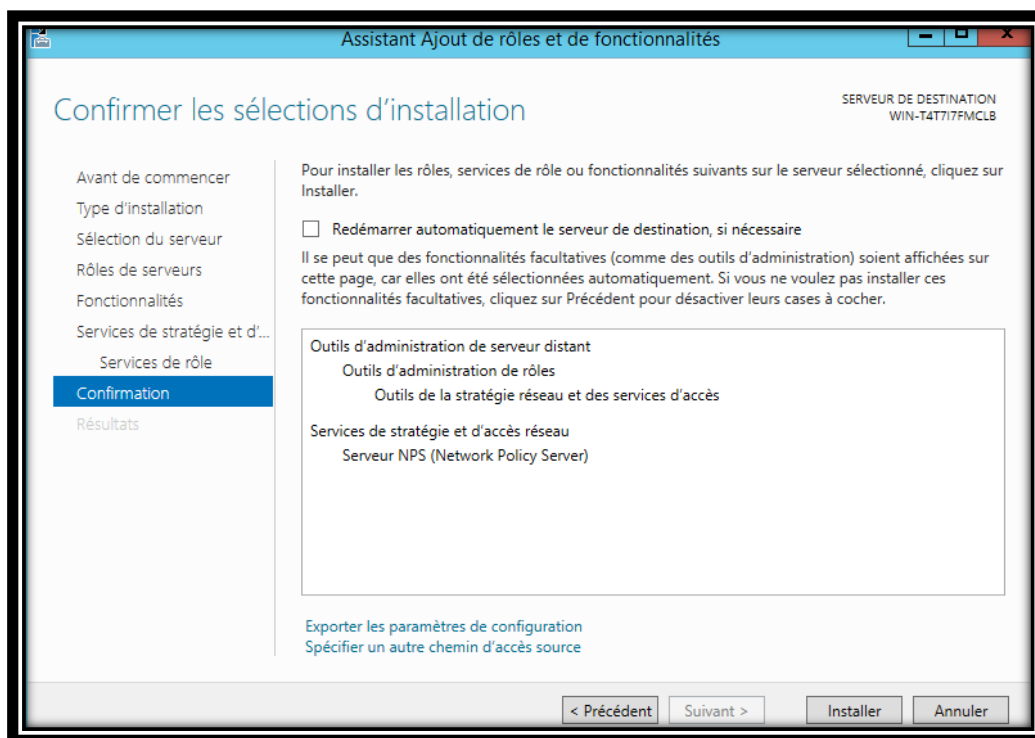 Assistant Ajout de rôles et de fonctionnalités
Confirmer les sélections d'installation
SERVEUR DE DESTINATION
WIN-T4T7I7FMCLB
Avant de commencer
Type d'installation
Sélection du serveur
Rôles de serveurs
Fonctionnalités
Services de stratégie et d'...
Services de rôle
Confirmation
Résultats
Pour installer les rôles, services de rôle ou fonctionnalités suivants sur le serveur sélectionné, cliquez sur
Installer.
Redémarrer automatiquement le serveur de destination, si nécessaire
Il se peut que des fonctionnalités facultatives (comme des outils d'administration) soient affichées sur
cette page, car elles ont été sélectionnées automatiquement. Si vous ne voulez pas installer ces
fonctionnalités facultatives, cliquez sur Précédent pour désactiver leurs cases à cocher.
Outils d'administration de serveur distant
Outils d'administration de rôles
Outils de la stratégie réseau et des services d'accès
Services de stratégie et d'accès réseau
Serveur NPS (Network Policy Server)
Exporter les paramètres de configuration
Spécifier un autre chemin d'accès source
< Précédent
Suivant >
Installer
Annuler